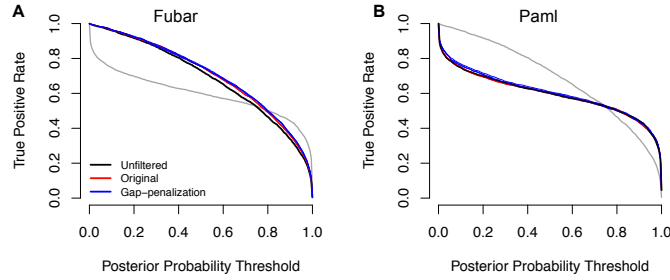 A
Fubar
True Positive Rate
1.0
0.8
0.6
0.4
0.2
0.0
Unfiltered
Original
Gap−penalization
0.0 0.2 0.4 0.6 0.8 1.0
Posterior Probability Threshold
B
Paml
True Positive Rate
1.0
0.8
0.6
0.4
0.2
0.0
0.0 0.2 0.4 0.6 0.8 1.0
Posterior Probability Threshold